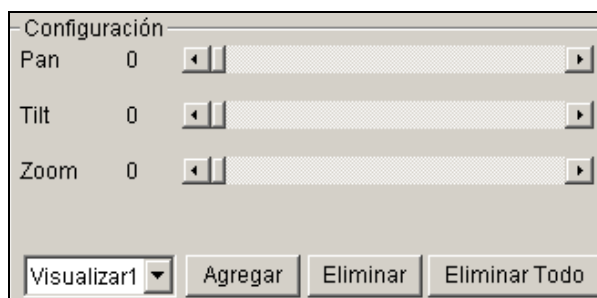 Configuración
Pan 0
Tilt 0
Zoom 0
Visualizar1 Agregar Eliminar Eliminar Todo